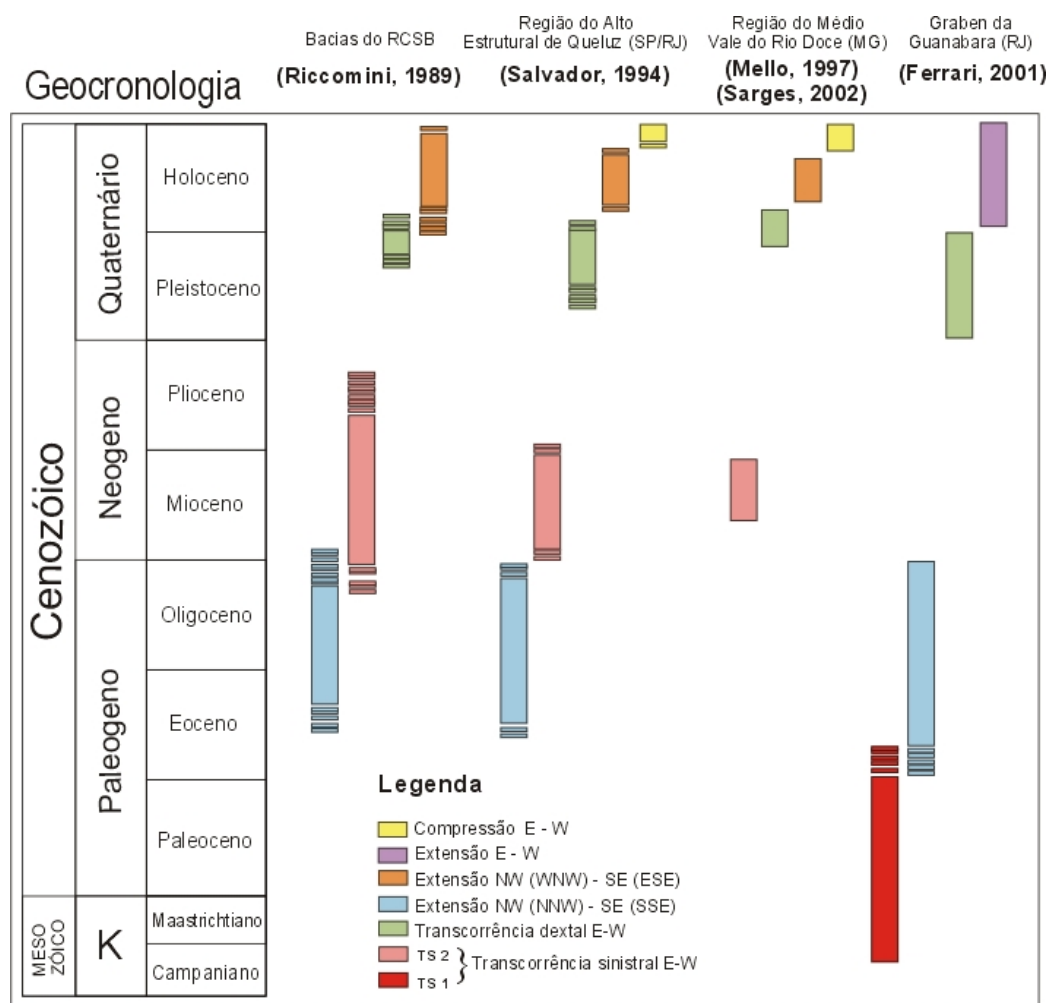 Bacias do RCSB
(Riccomini, 1989)
Região do Alto
Estrutural de Queluz (SP/RJ)
(Salvador, 1994)
Região do Médio
Vale do Rio Doce (MG)
(Mello, 1997)
(Sarges, 2002)
Graben da
Guanabara (RJ)
(Ferrari, 2001)
Geocronologia
Cenozóico
Quaternário
Holoceno
Pleistoceno
Neogeno
Plioceno
Mioceno
Paleogeno
Oligoceno
Eoceno
Paleoceno
MESO
ZÓICO
K
Maastrichtiano
Campaniano
Legenda
Compressão E - W
Extensão E - W
Extensão NW (WNW) - SE (ESE)
Extensão NW (NNW) - SE (SSE)
Transcorrência dextal E-W
TS 2
TS 1
Transcorrência sinistral E-W